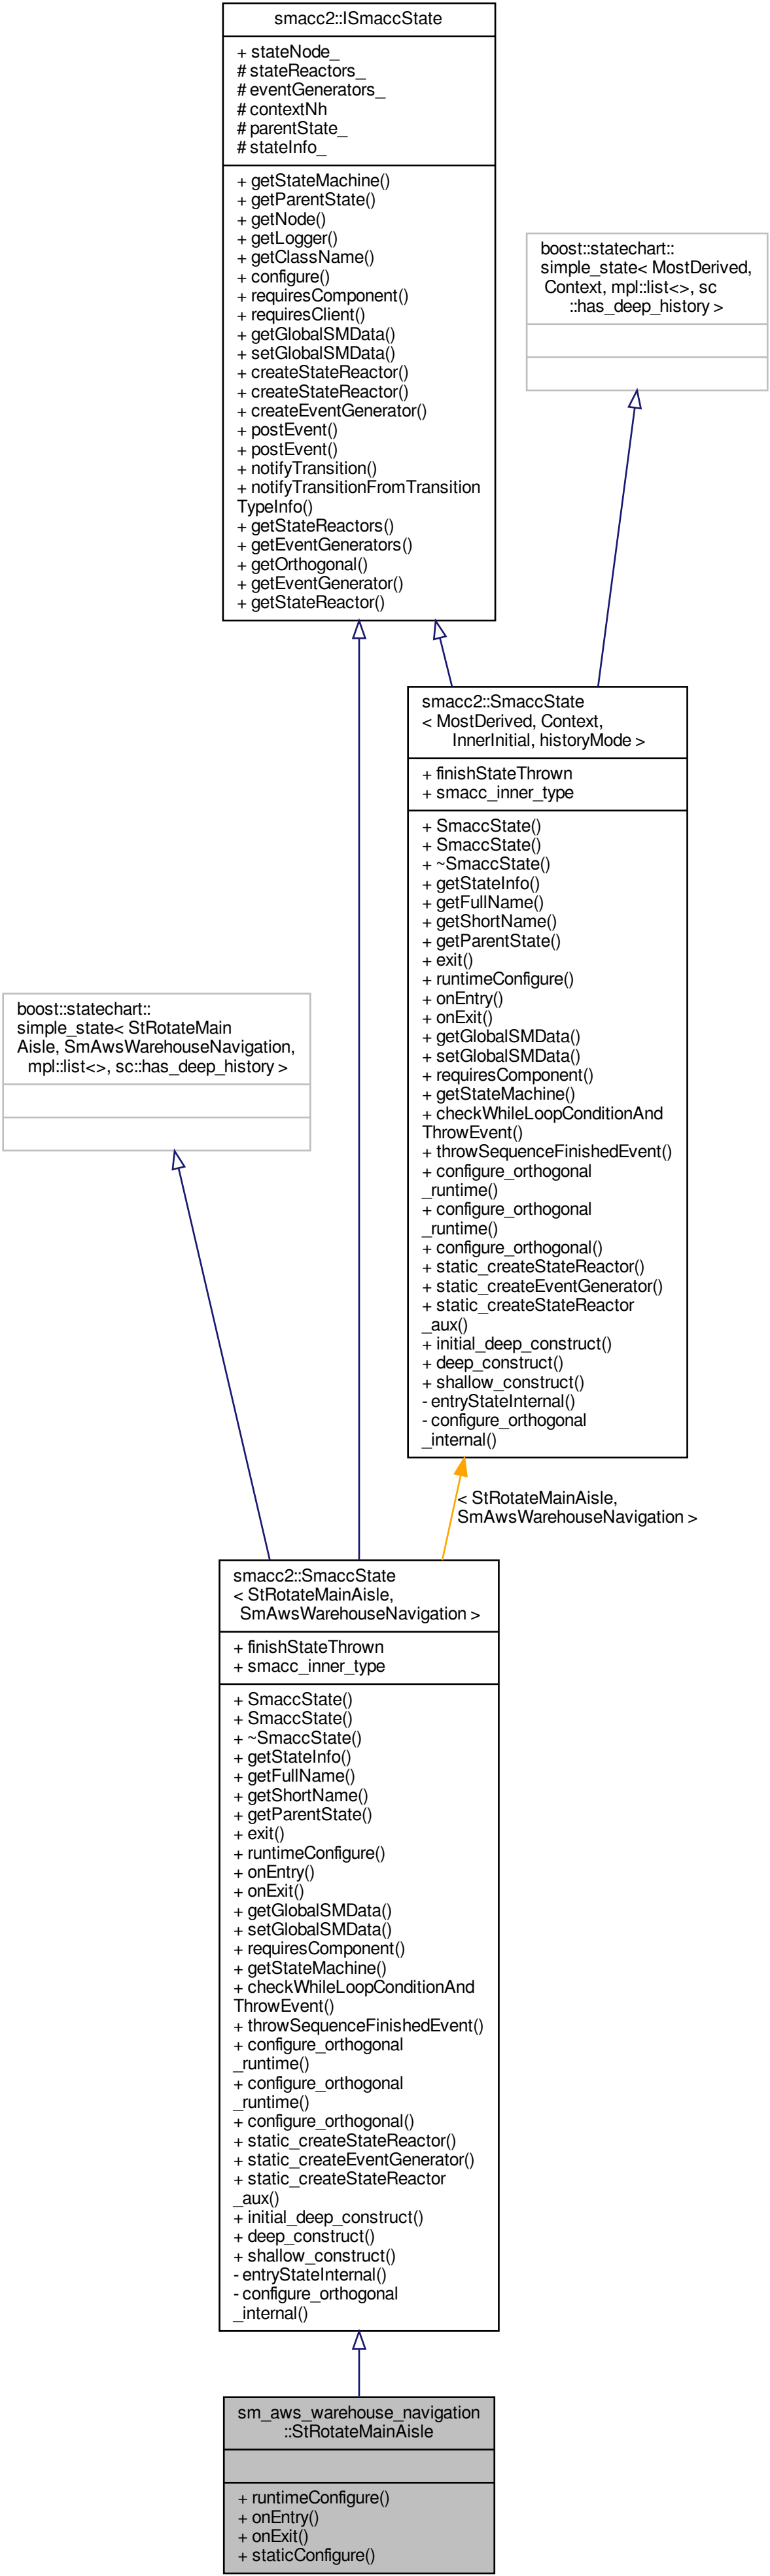 smacc2::ISmaccState
+ stateNode_
# stateReactors_
# eventGenerators_
# contextNh
# parentState_
# stateInfo_
+ getStateMachine()
+ getParentState()
+ getNode()
+ getLogger()
+ getClassName()
+ configure()
+ requiresComponent()
+ requiresClient()
+ getGlobalSMData()
+ setGlobalSMData()
+ createStateReactor()
+ createStateReactor()
+ createEventGenerator()
+ postEvent()
+ postEvent()
+ notifyTransition()
+ notifyTransitionFromTransition
TypeInfo()
+ getStateReactors()
+ getEventGenerators()
+ getOrthogonal()
+ getEventGenerator()
+ getStateReactor()
boost::statechart::
simple_state< MostDerived,
Context, mpl::list<>, sc
::has_deep_history >
smacc2::SmaccState
< MostDerived, Context,
InnerInitial, historyMode >
+ finishStateThrown
+ smacc_inner_type
+ SmaccState()
+ SmaccState()
+ ~SmaccState()
+ getStateInfo()
+ getFullName()
+ getShortName()
+ getParentState()
+ exit()
+ runtimeConfigure()
+ onEntry()
+ onExit()
+ getGlobalSMData()
+ setGlobalSMData()
+ requiresComponent()
+ getStateMachine()
+ checkWhileLoopConditionAnd
ThrowEvent()
+ throwSequenceFinishedEvent()
+ configure_orthogonal
_runtime()
+ configure_orthogonal
_runtime()
+ configure_orthogonal()
+ static_createStateReactor()
+ static_createEventGenerator()
+ static_createStateReactor
_aux()
+ initial_deep_construct()
+ deep_construct()
+ shallow_construct()
- entryStateInternal()
- configure_orthogonal
_internal()
boost::statechart::
simple_state< StRotateMain
Aisle, SmAwsWarehouseNavigation,
mpl::list<>, sc::has_deep_history >
< StRotateMainAisle,
SmAwsWarehouseNavigation >
smacc2::SmaccState
< StRotateMainAisle,
SmAwsWarehouseNavigation >
+ finishStateThrown
+ smacc_inner_type
+ SmaccState()
+ SmaccState()
+ ~SmaccState()
+ getStateInfo()
+ getFullName()
+ getShortName()
+ getParentState()
+ exit()
+ runtimeConfigure()
+ onEntry()
+ onExit()
+ getGlobalSMData()
+ setGlobalSMData()
+ requiresComponent()
+ getStateMachine()
+ checkWhileLoopConditionAnd
ThrowEvent()
+ throwSequenceFinishedEvent()
+ configure_orthogonal
_runtime()
+ configure_orthogonal
_runtime()
+ configure_orthogonal()
+ static_createStateReactor()
+ static_createEventGenerator()
+ static_createStateReactor
_aux()
+ initial_deep_construct()
+ deep_construct()
+ shallow_construct()
- entryStateInternal()
- configure_orthogonal
_internal()
sm_aws_warehouse_navigation
::StRotateMainAisle
+ runtimeConfigure()
+ onEntry()
+ onExit()
+ staticConfigure()